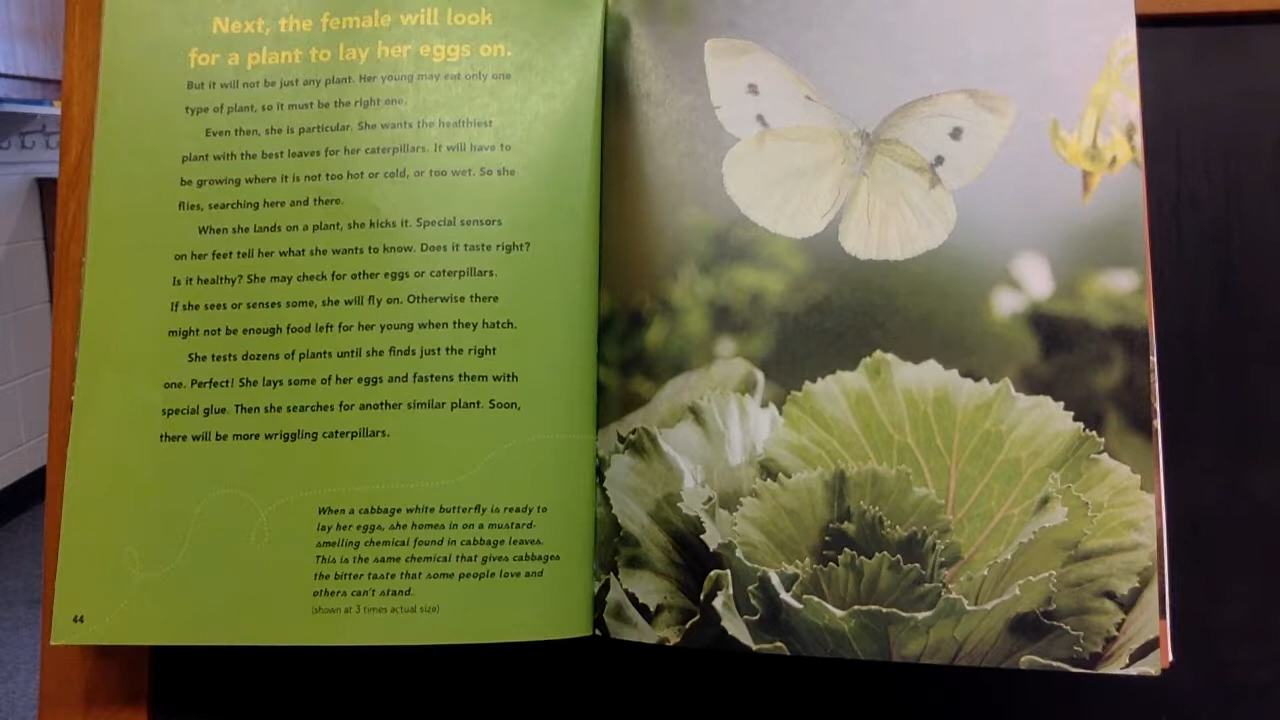 Next, the female will look
for a plant to lay her eggs on.
But it will not be just any plant. Her young may eat only one
type of plant, so it must be the right one.
Even then, she is particular. She wants the healthiest
plant with the best leaves for her caterpillars. It will have to
be growing where it is not too hot or cold, or too wet. So she
flies, searching here and there.
When she lands on a plant, she kicks it. Special sensors
on her feet tell her what she wants to know. Does it taste right?
Is it healthy? She may check for other eggs or caterpillars.
If she sees or senses some, she will fly on. Otherwise there
might not be enough food left for her young when they hatch.
She tests dozens of plants until she finds just the right
one. Perfect! She lays some of her eggs and fastens them with
special glue. Then she searches for another similar plant. Soon,
there will be more wriggling caterpillars.
When a cabbage white butterfly is ready to
lay her eggs, she homes in on a mustard-
smelling chemical found in cabbage leaves.
This is the same chemical that gives cabbages
the bitter taste that some people love and
others can't stand.
(shown at 3 times actual size)
44